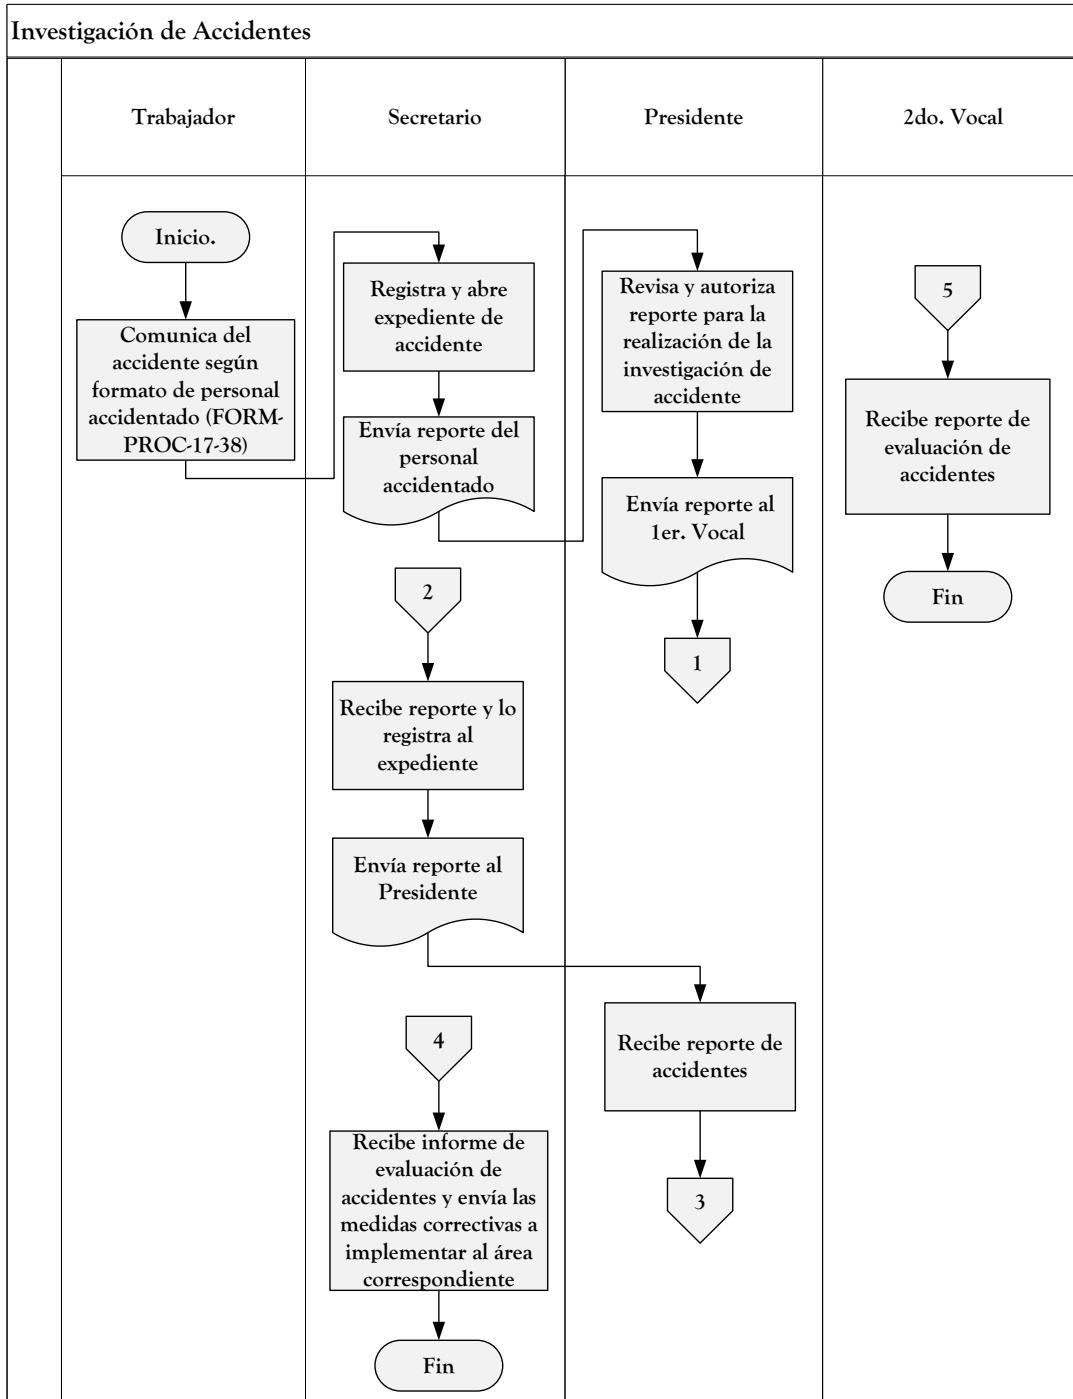 Investigación de Accidentes
Trabajador
Secretario
Presidente
2do. Vocal
Inicio.
Comunica del
accidente según
formato de personal
accidentado (FORM-
PROC-17-38)
Registra y abre
expediente de
accidente
Envía reporte del
personal
accidentado
Revisa y autoriza
reporte para la
realización de la
investigación de
accidente
Envía reporte al
1er. Vocal
1
5
Recibe reporte de
evaluación de
accidentes
Fin
2
Recibe reporte y lo
registra al
expediente
Envía reporte al
Presidente
Recibe reporte de
accidentes
3
4
Recibe informe de
evaluación de
accidentes y envía las
medidas correctivas a
implementar al área
correspondiente
Fin